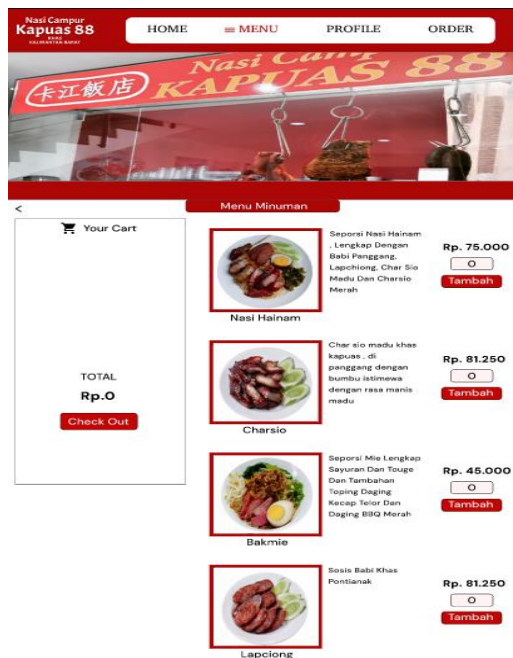 Nasi Campur
Kapuas 88
KHAS
KALIMANTAN BARAT
HOME
MENU
PROFILE
ORDER
Nasi Camp
KAPUAS 88
卡江飯店
<
Menu Minuman
Your Cart
TOTAL
Rp.0
Check Out
Seporsi Nasi Hainam
, Lengkap Dengan
Babi Panggang,
Lapchiong, Char Sio
Madu Dan Charsio
Merah
Nasi Hainam
Rp. 75.000
0
Tambah
Char sio madu khas
kapuas , di
panggang dengan
bumbu istimewa
dengan rasa manis
madu
Charsio
Rp. 81.250
0
Tambah
Seporsi Mie Lengkap
Sayuran Dan Touge
Dan Tambahan
Toping Daging
Kecap Telor Dan
Daging BBQ Merah
Bakmie
Rp. 45.000
0
Tambah
Sosis Babi Khas
Pontianak
Lapciong
Rp. 81.250
0
Tambah